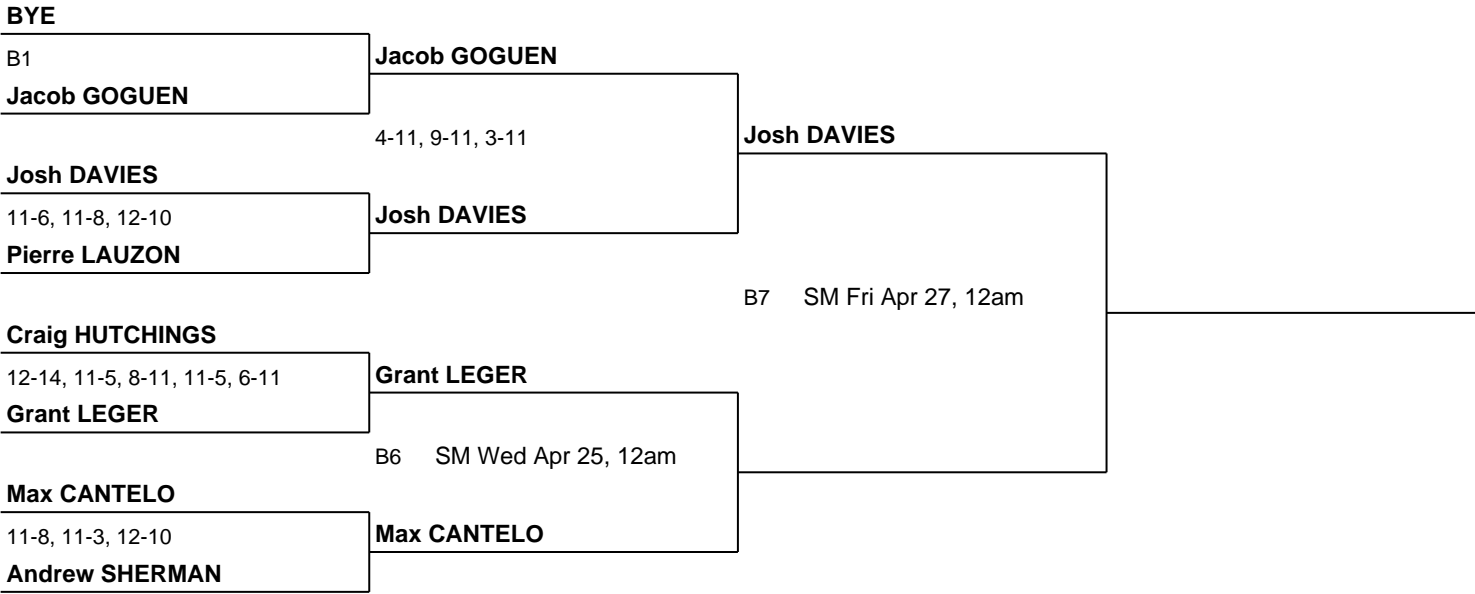 BYE
B1
Jacob GOGUEN
Jacob GOGUEN
4-11, 9-11, 3-11
Josh DAVIES
Josh DAVIES
11-6, 11-8, 12-10
Josh DAVIES
Pierre LAUZON
B7 SM Fri Apr 27, 12am
Craig HUTCHINGS
12-14, 11-5, 8-11, 11-5, 6-11
Grant LEGER
Grant LEGER
B6 SM Wed Apr 25, 12am
Max CANTELO
11-8, 11-3, 12-10
Max CANTELO
Andrew SHERMAN